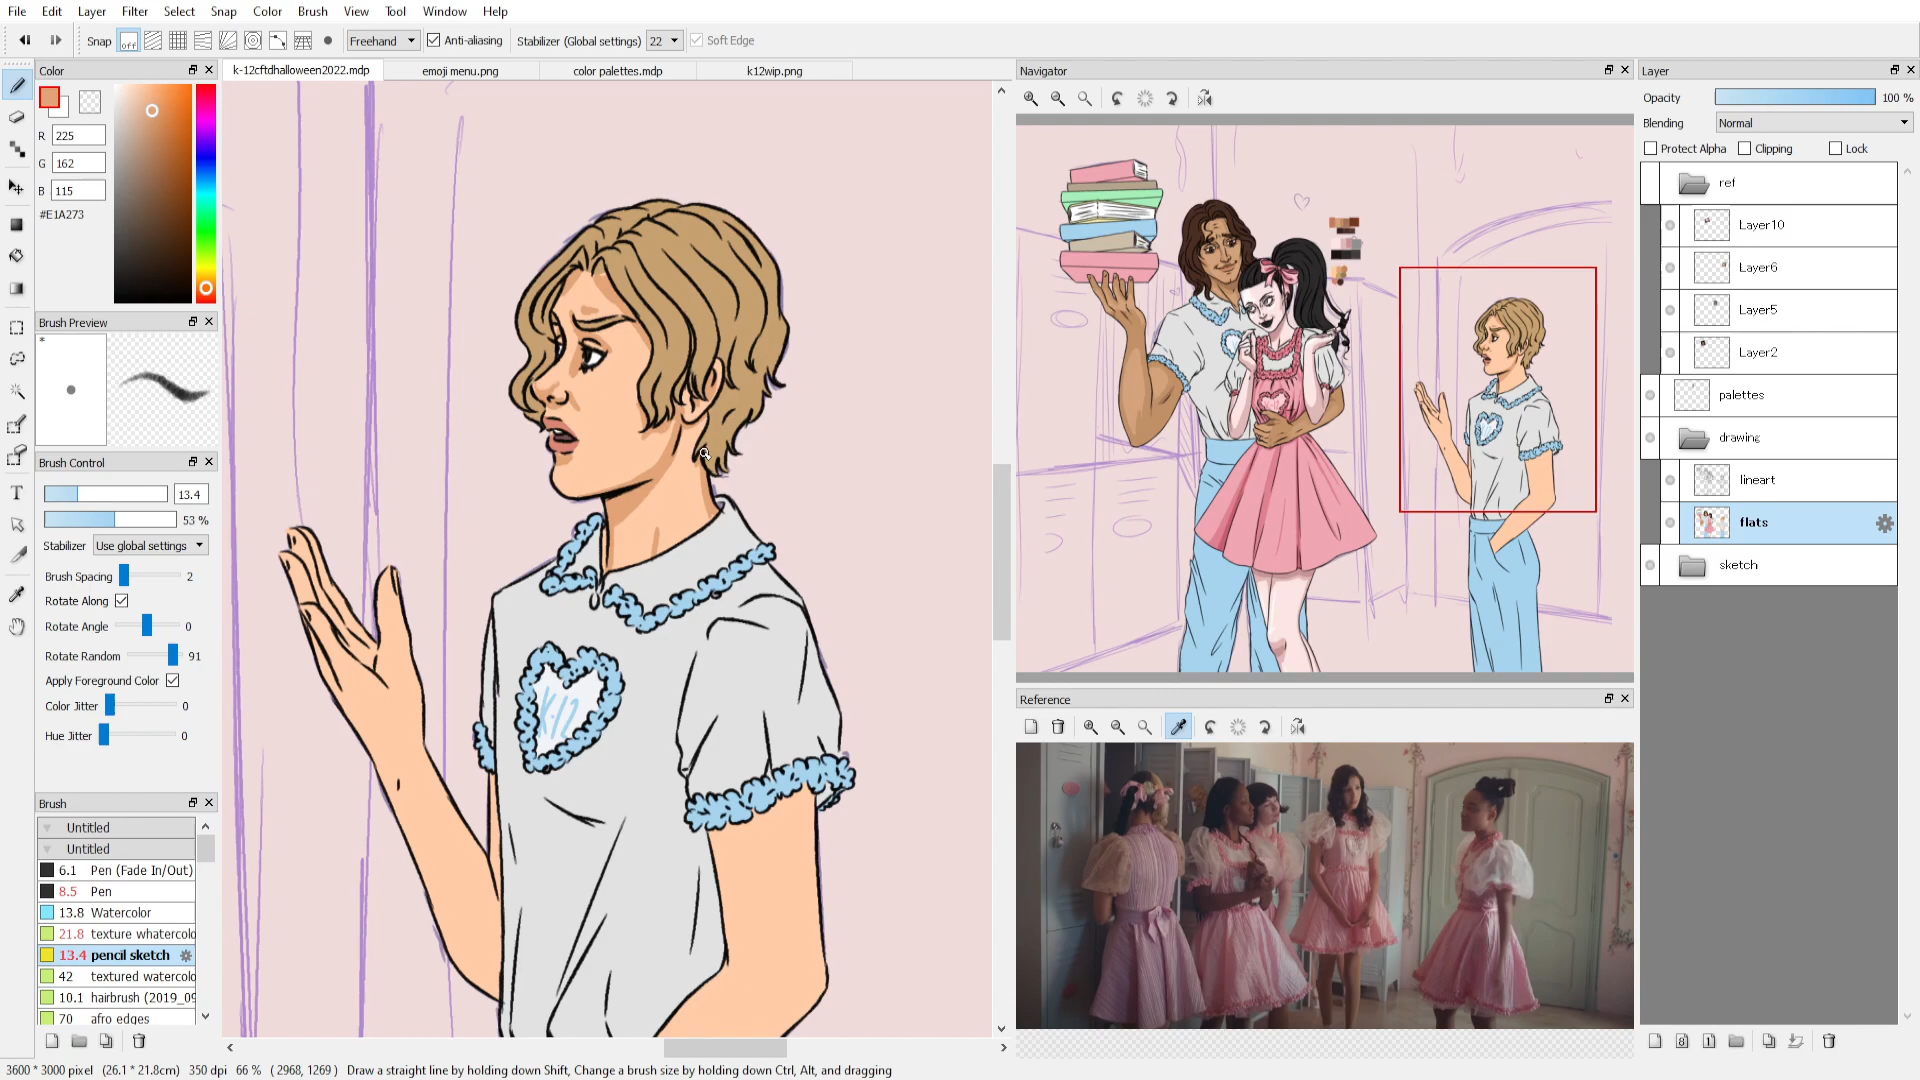 File Edit Layer Filter Select Snap Color Brush View Tool Window Help
Snap off Freehand Anti-aliasing Stabilizer (Global settings) 22 Soft Edge
Color
k-12cftdhalloween2022.mdp emoji menu.png color palettes.mdp k12wip.png
Navigator
Layer
R 225
G 162
B 115
#E1A273
Brush Preview
*
Brush Control
13.4
53 %
Stabilizer Use global settings
Brush Spacing 2
Rotate Along
Rotate Angle 0
Rotate Random 91
Apply Foreground Color
Color Jitter 0
Hue Jitter 0
Brush
Untitled
Untitled
6.1 Pen (Fade In/Out)
8.5 Pen
13.8 Watercolor
21.8 texture whatercolo
13.4 pencil sketch
42 textured watercolo
10.1 hairbrush (2019_09
70 afro edges
K-12
Reference
Opacity 100 %
Blending Normal
Protect Alpha Clipping Lock
ref
Layer10
Layer6
Layer5
Layer2
palettes
drawing
lineart
flats
sketch
8 1
3600 * 3000 pixel (26.1 * 21.8cm) 350 dpi 66 % ( 2968, 1269 ) Draw a straight line by holding down Shift, Change a brush size by holding down Ctrl, Alt, and dragging